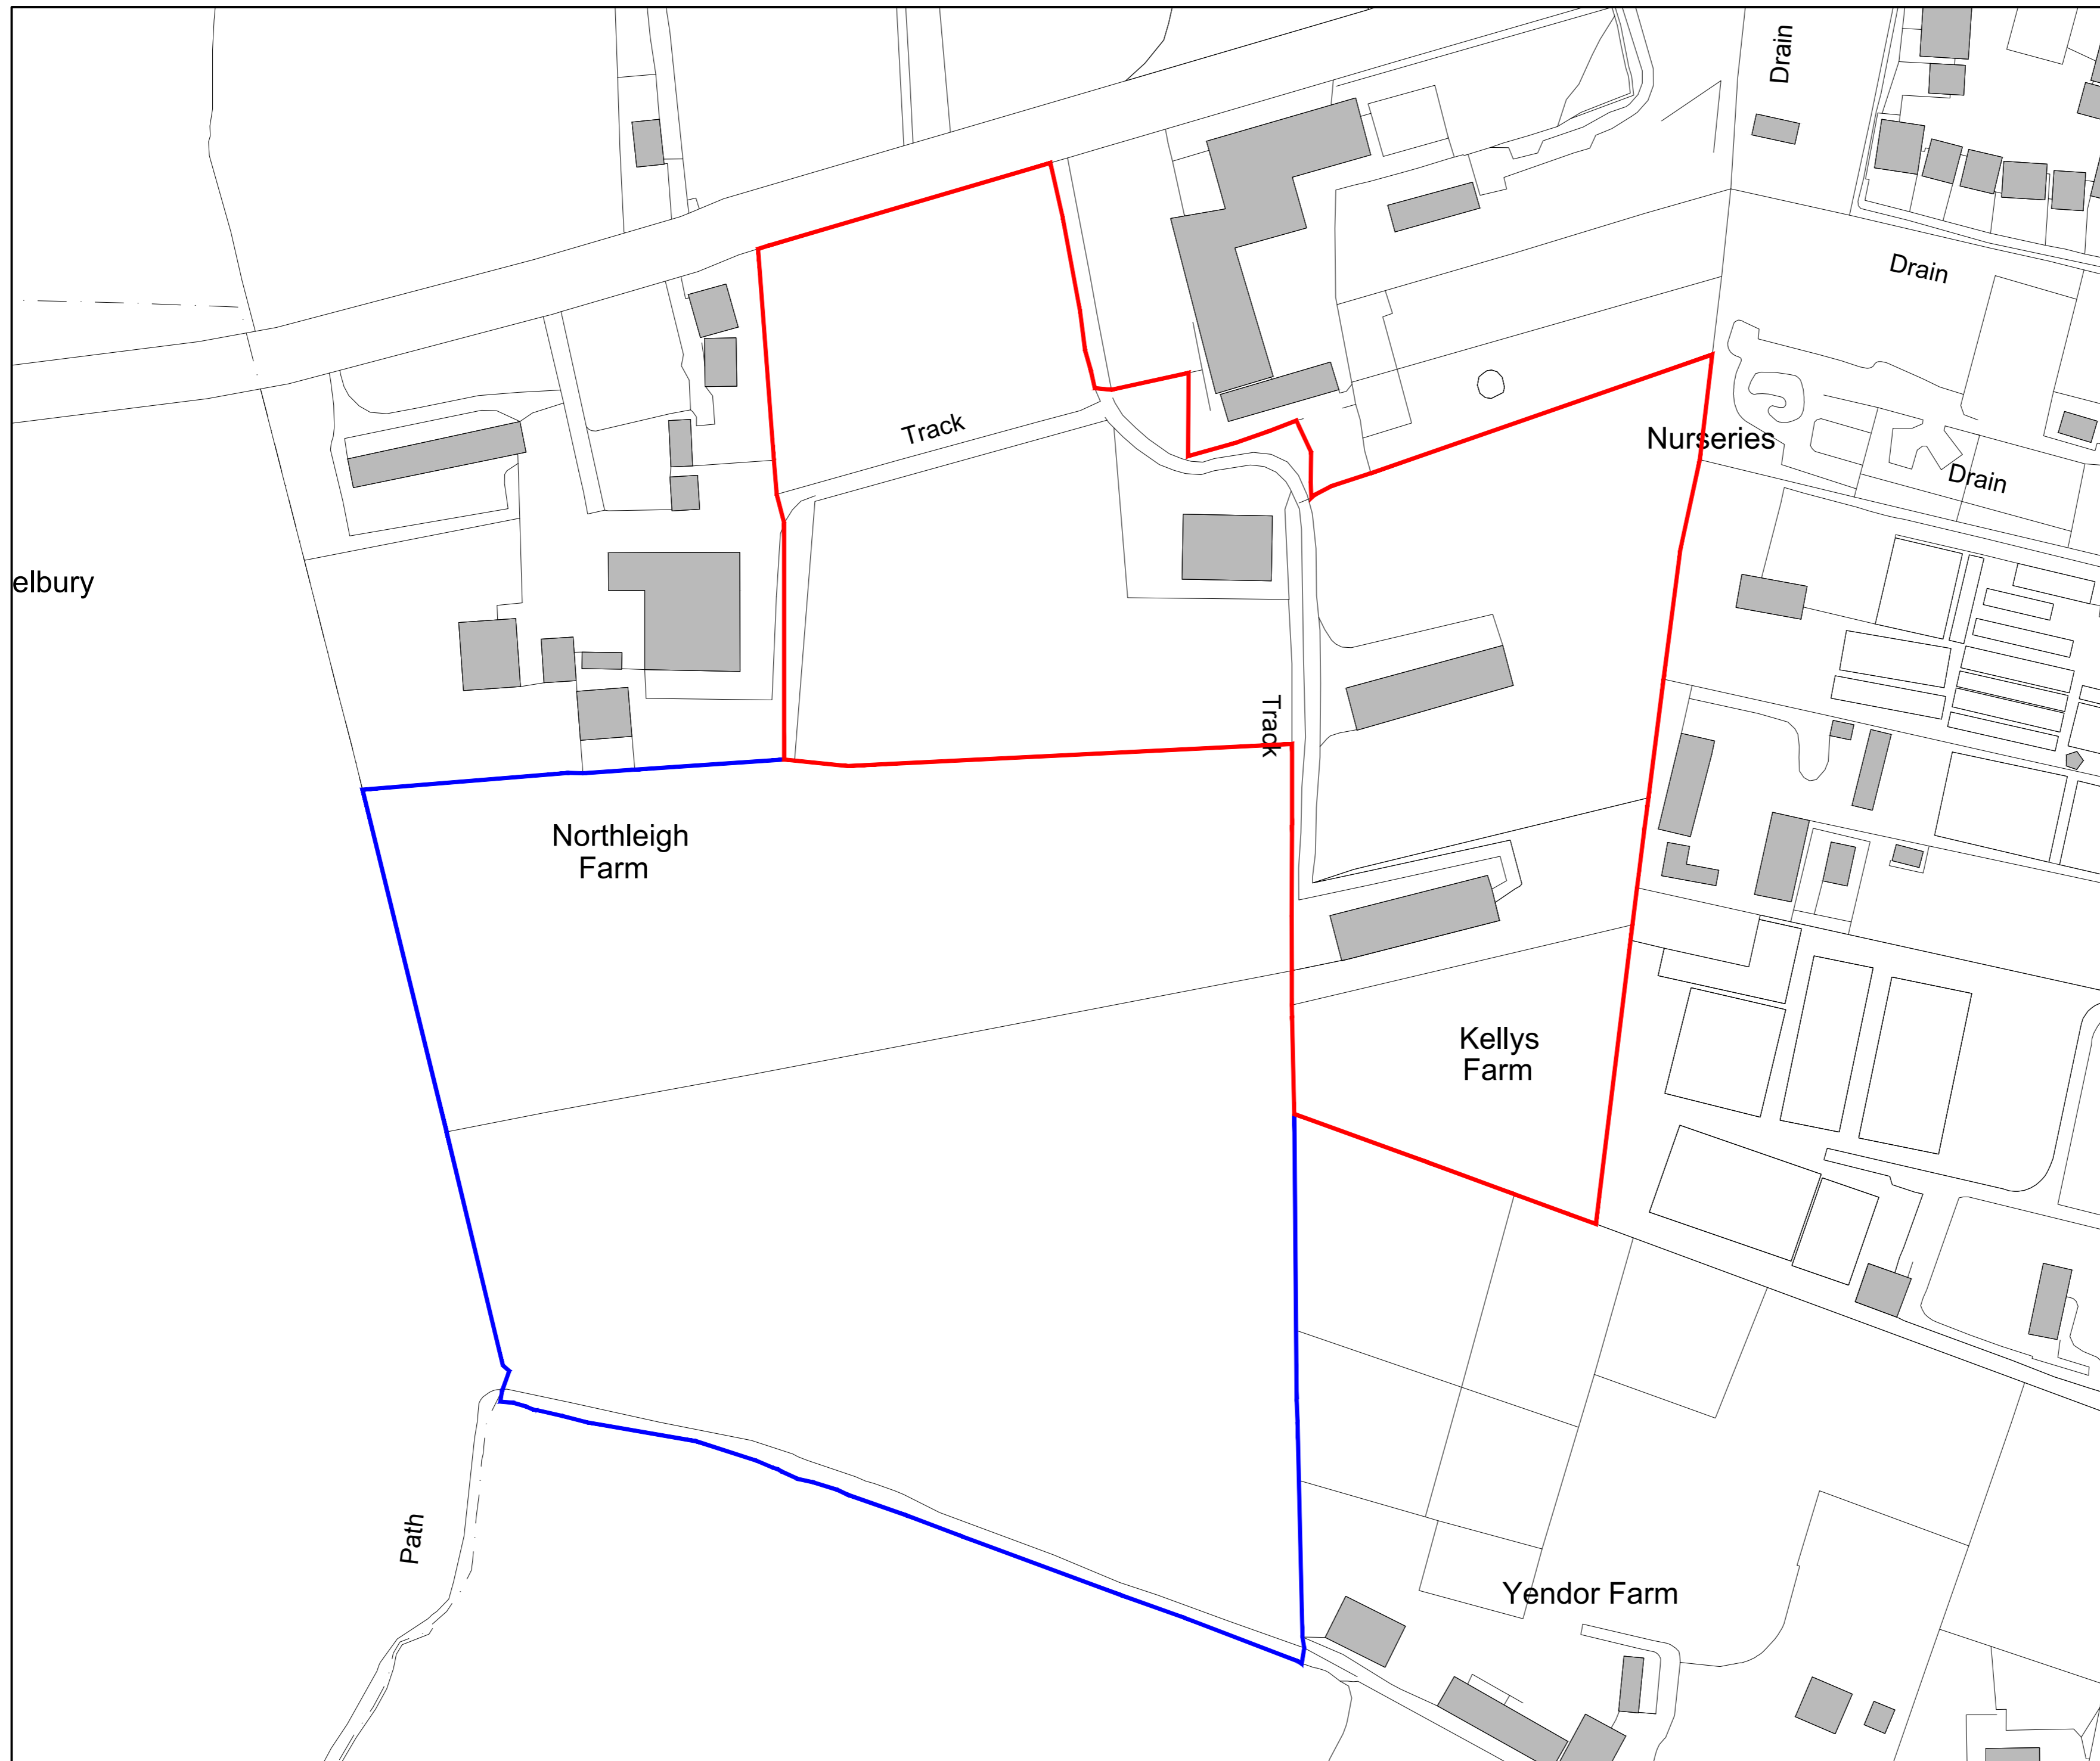 Drain
Drain
Track
Nurseries
Drain
elbury
Track
Northleigh
Farm
Kellys
Farm
Path
Yendor Farm